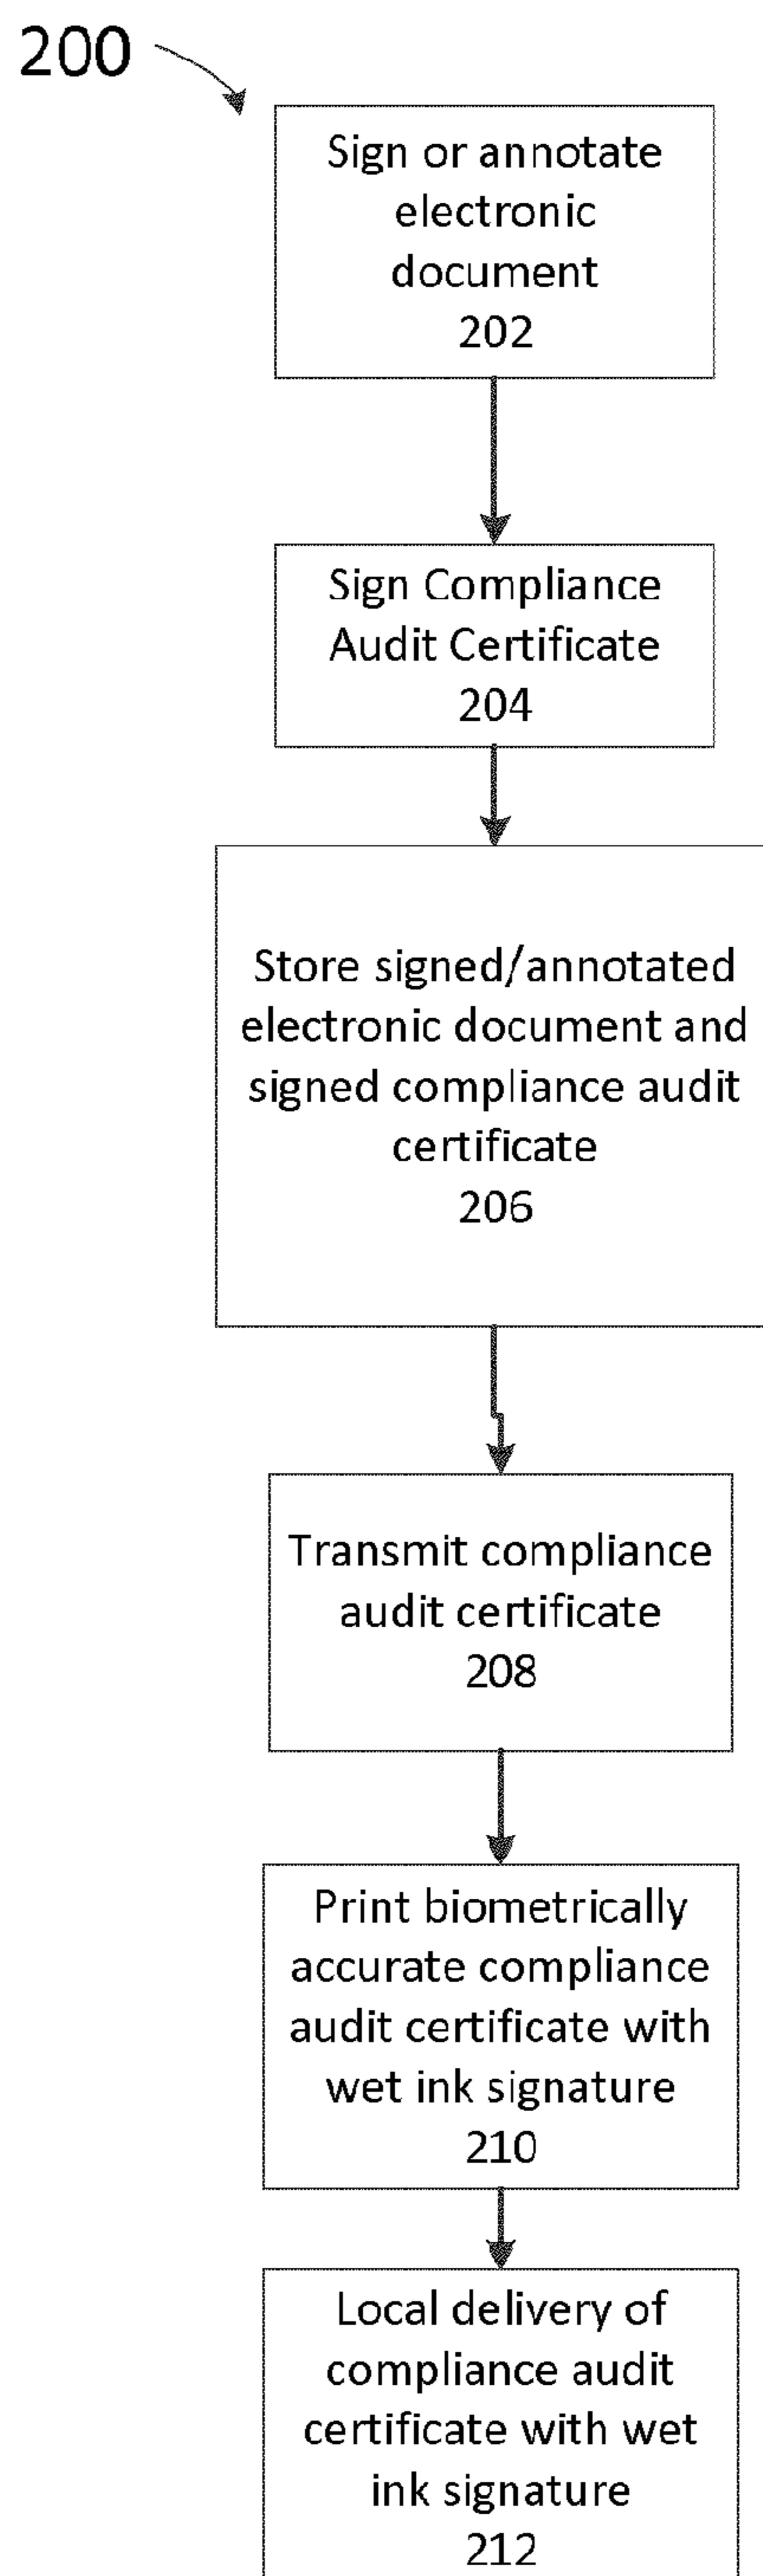 200
Sign or annotate
electronic
document
202
Sign Compliance
Audit Certificate
204
Store signed/annotated
electronic document and
signed compliance audit
certificate
206
Transmit compliance
audit certificate
208
Print biometrically
accurate compliance
audit certificate with
wet ink signature
210
Local delivery of
compliance audit
certificate with wet
ink signature
212